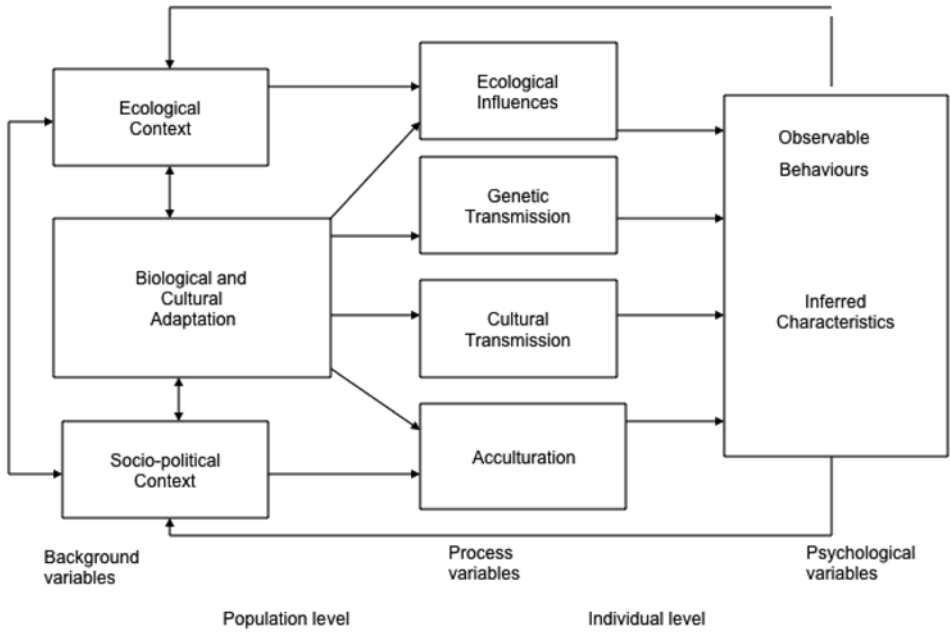 Ecological
Context
Biological and
Cultural
Adaptation
Socio-political
Context
Ecological
Influences
Genetic
Transmission
Cultural
Transmission
Acculturation
Observable
Behaviours
Inferred
Characteristics
Background
variables
Process
variables
Psychological
variables
Population level
Individual level